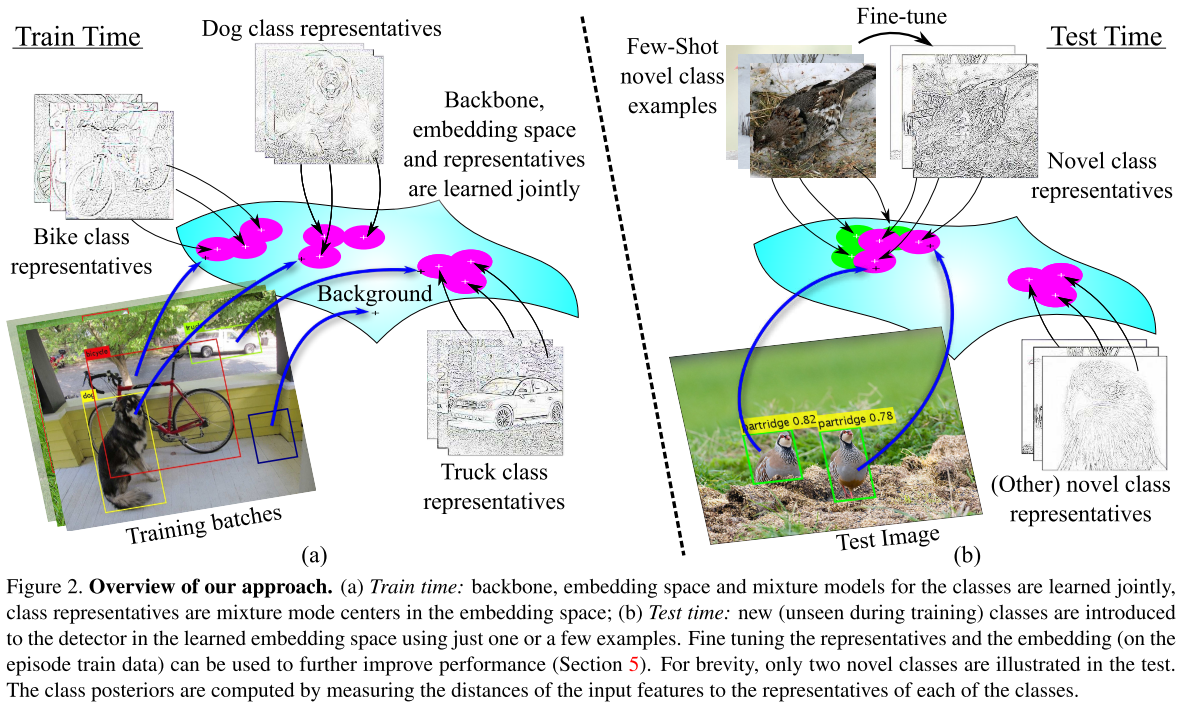 Train Time
Dog class representatives
Backbone,
embedding space
and representatives
are learned jointly
Bike class
representatives
Background
bicycle
dog
Truck class
representatives
Training batches
(a)
Fine-tune
Few-Shot
novel class
examples
Test Time
Novel class
representatives
partridge 0.82
partridge 0.78
(Other) novel class
representatives
Test Image
(b)
Figure 2. Overview of our approach. (a) Train time: backbone, embedding space and mixture models for the classes are learned jointly,
class representatives are mixture mode centers in the embedding space; (b) Test time: new (unseen during training) classes are introduced
to the detector in the learned embedding space using just one or a few examples. Fine tuning the representatives and the embedding (on the
episode train data) can be used to further improve performance (Section 5). For brevity, only two novel classes are illustrated in the test.
The class posteriors are computed by measuring the distances of the input features to the representatives of each of the classes.